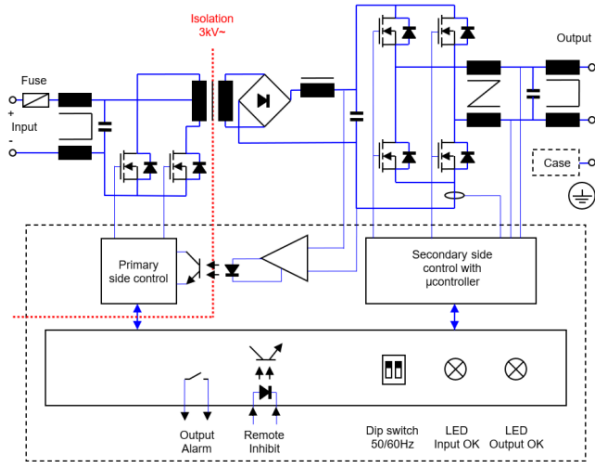 Isolation
3kV~
Output
Fuse
+
Input
-
Case
Primary
side control
Secondary side
control with
µcontroller
Output
Alarm
Remote
Inhibit
Dip switch
50/60Hz
LED
Input OK
LED
Output OK